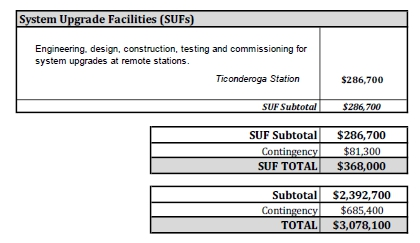 System Upgrade Facilities (SUFs)
Engineering, design, construction, testing and commissioning for
system upgrades at remote stations.
Ticonderoga Station $286,700
SUF Subtotal $286,700
SUF Subtotal $286,700
Contingency $81,300
SUF TOTAL $368,000
Subtotal $2,392,700
Contingency $685,400
TOTAL $3,078,100